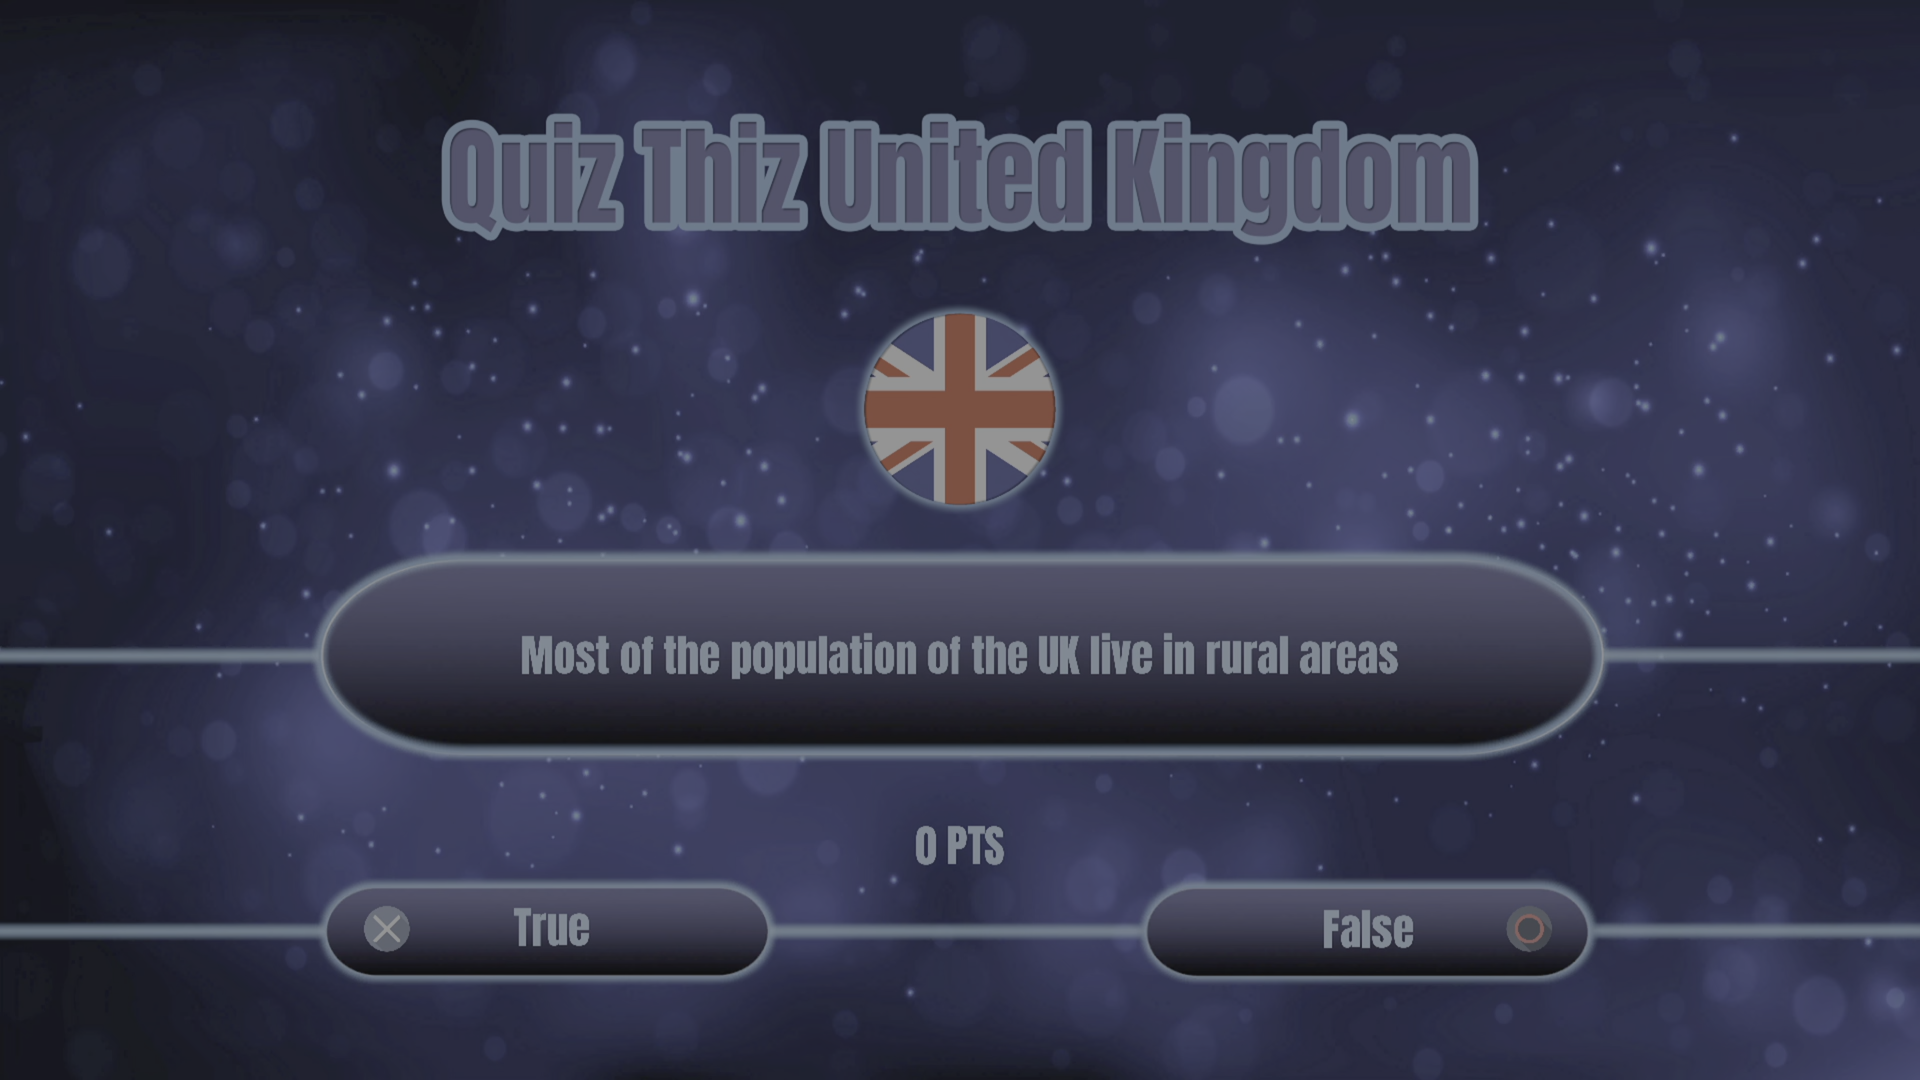 Quiz Thiz United Kingdom
Most of the population of the UK live in rural areas
0 PTS
True
False